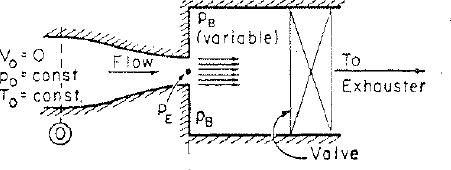 V₀ = 0
p₀ = const
T₀ = const.
0
Flow
p_E
p_B
(variable)
p_B
To
Exhauster
Valve